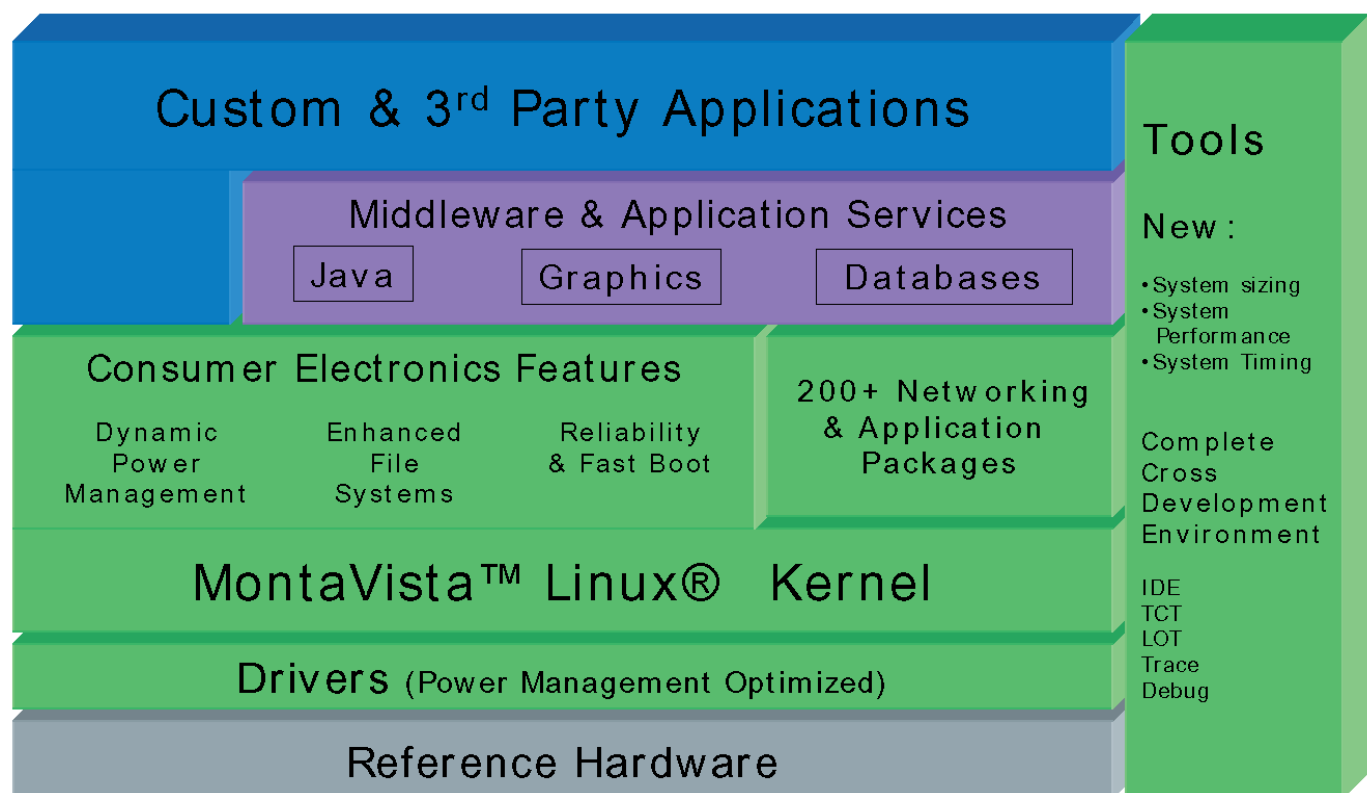 Custom & 3rd Party Applications
Middleware & Application Services
Java
Graphics
Databases
Consumer Electronics Features
Dynamic
Power
Management
Enhanced
File
Systems
Reliability
& Fast Boot
200+ Networking
& Application
Packages
MontaVista™ Linux® Kernel
Drivers (Power Management Optimized)
Reference Hardware
Tools
New:
•System sizing
•System
Performance
•System Timing
Complete
Cross
Development
Environment
IDE
TCT
LOT
Trace
Debug